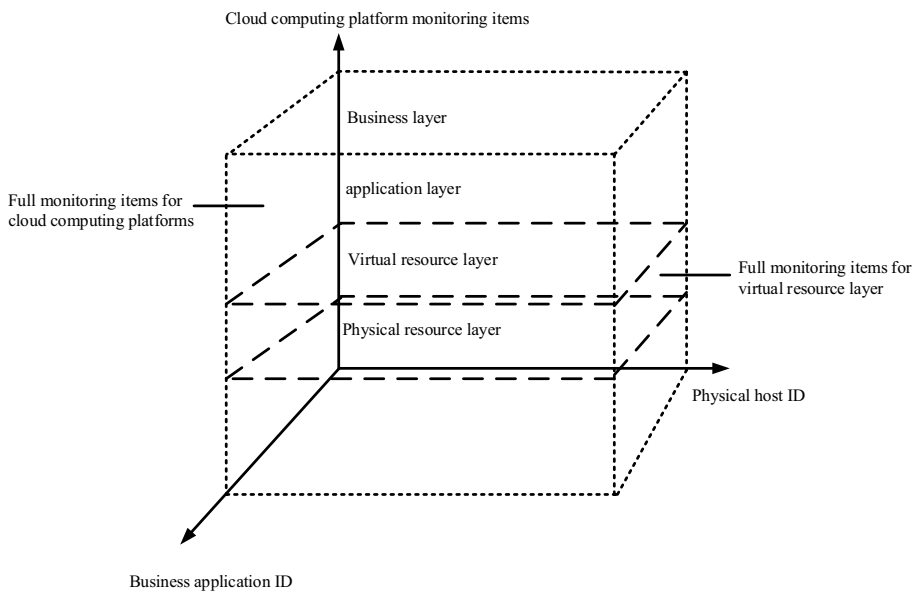 Cloud computing platform monitoring items
Business layer
application layer
Full monitoring items for
cloud computing platforms
Virtual resource layer
Full monitoring items for
virtual resource layer
Physical resource layer
Physical host ID
Business application ID